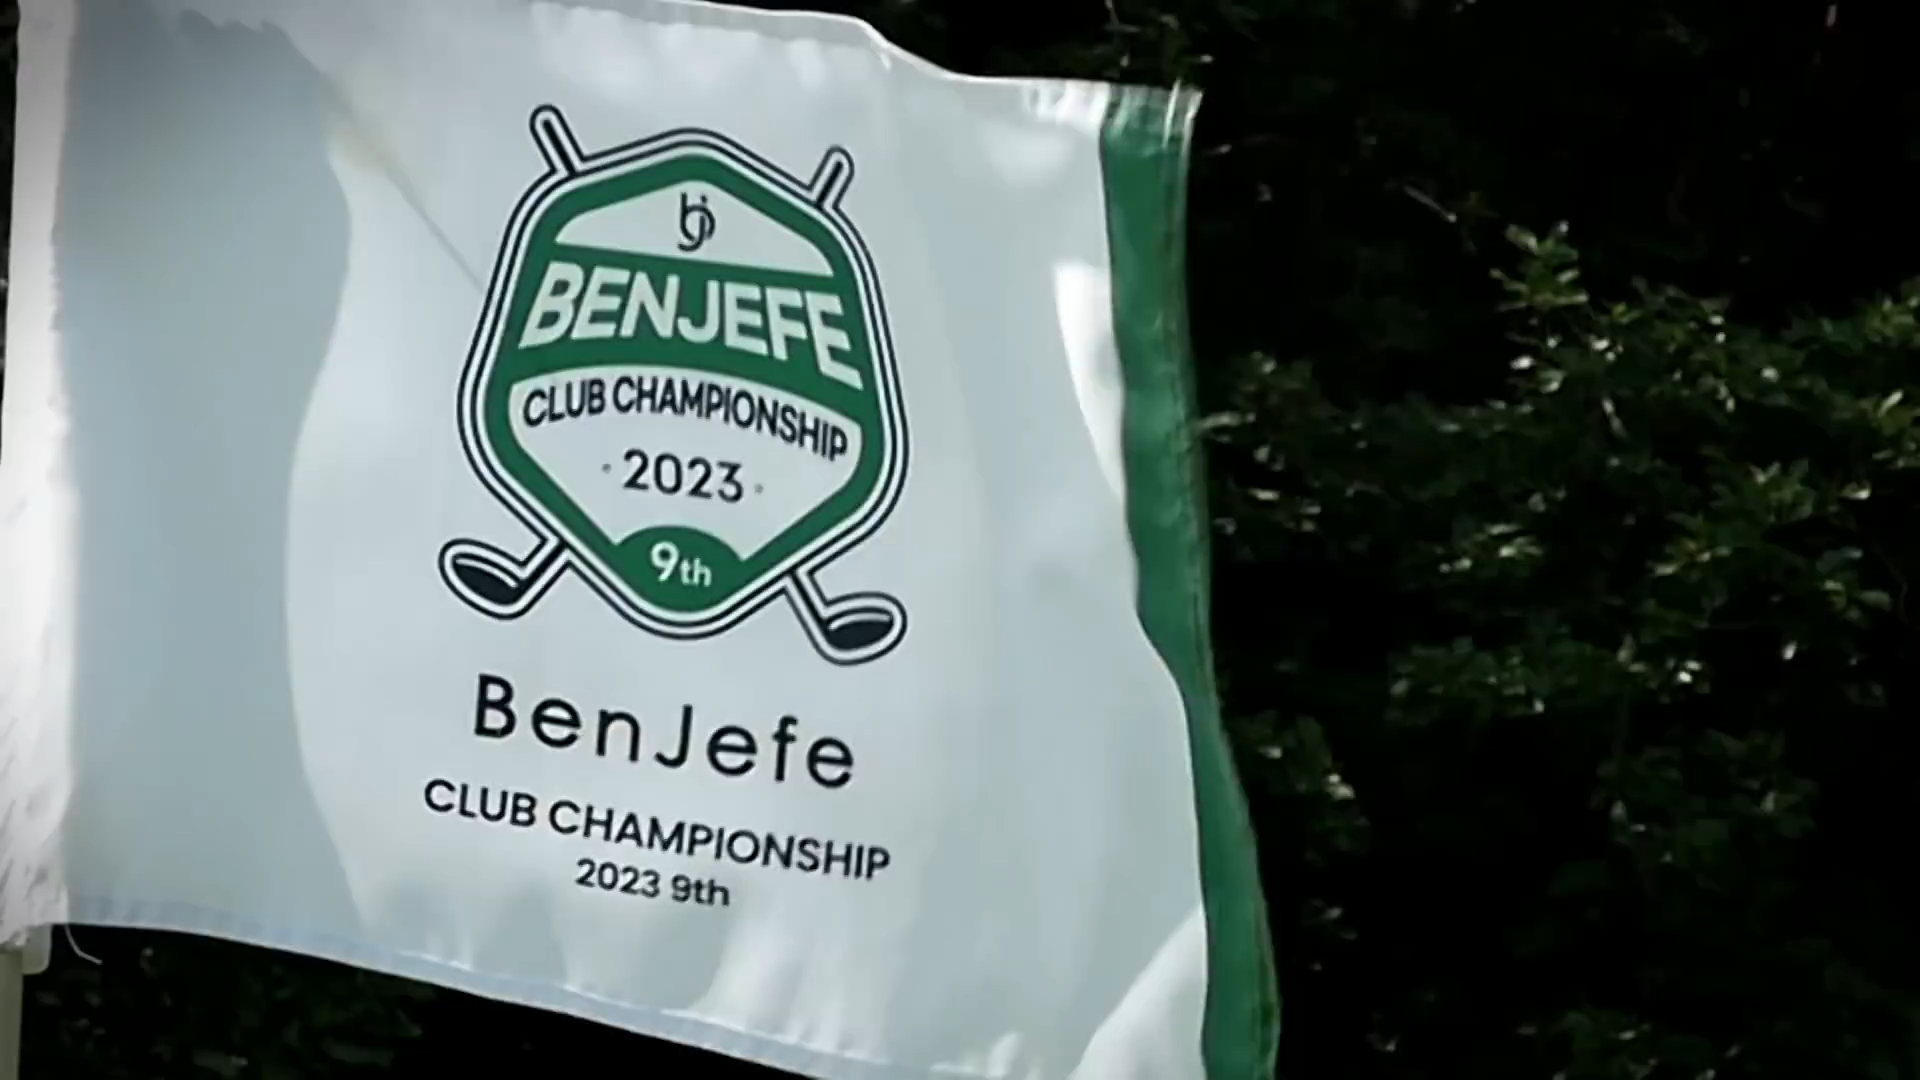 bj
BENJEFE
CLUB CHAMPIONSHIP
· 2023 ·
9th
BenJefe
CLUB CHAMPIONSHIP
2023 9th